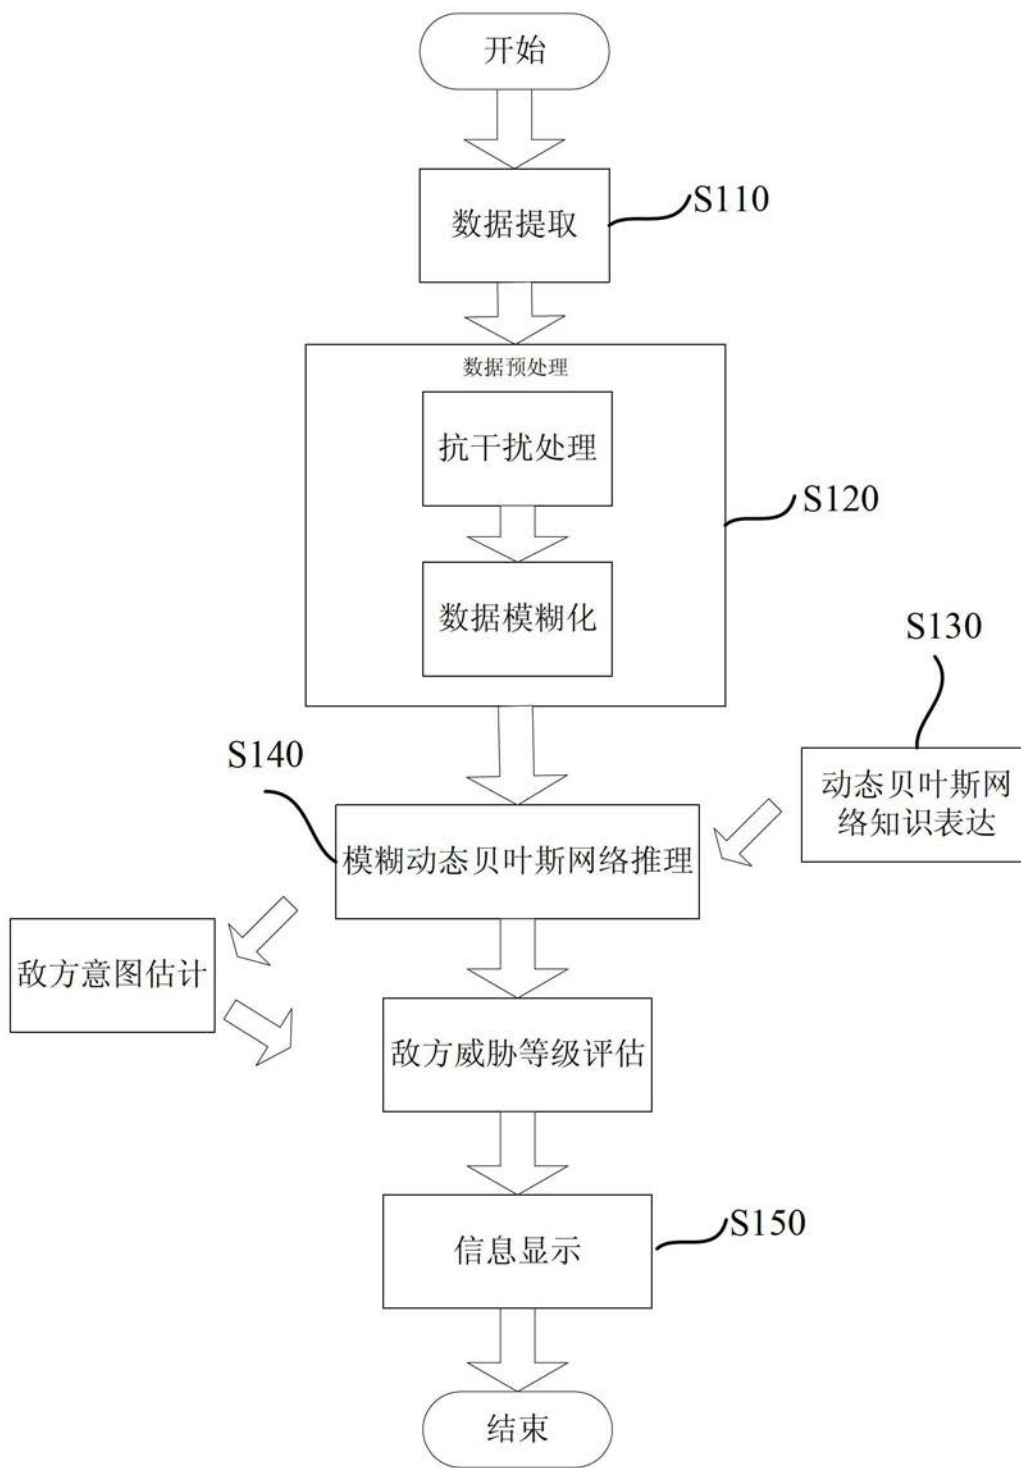 开始
数据提取
S110
数据预处理
抗干扰处理
S120
数据模糊化
S130
动态贝叶斯网
络知识表达
S140
模糊动态贝叶斯网络推理
敌方意图估计
敌方威胁等级评估
信息显示
S150
结束